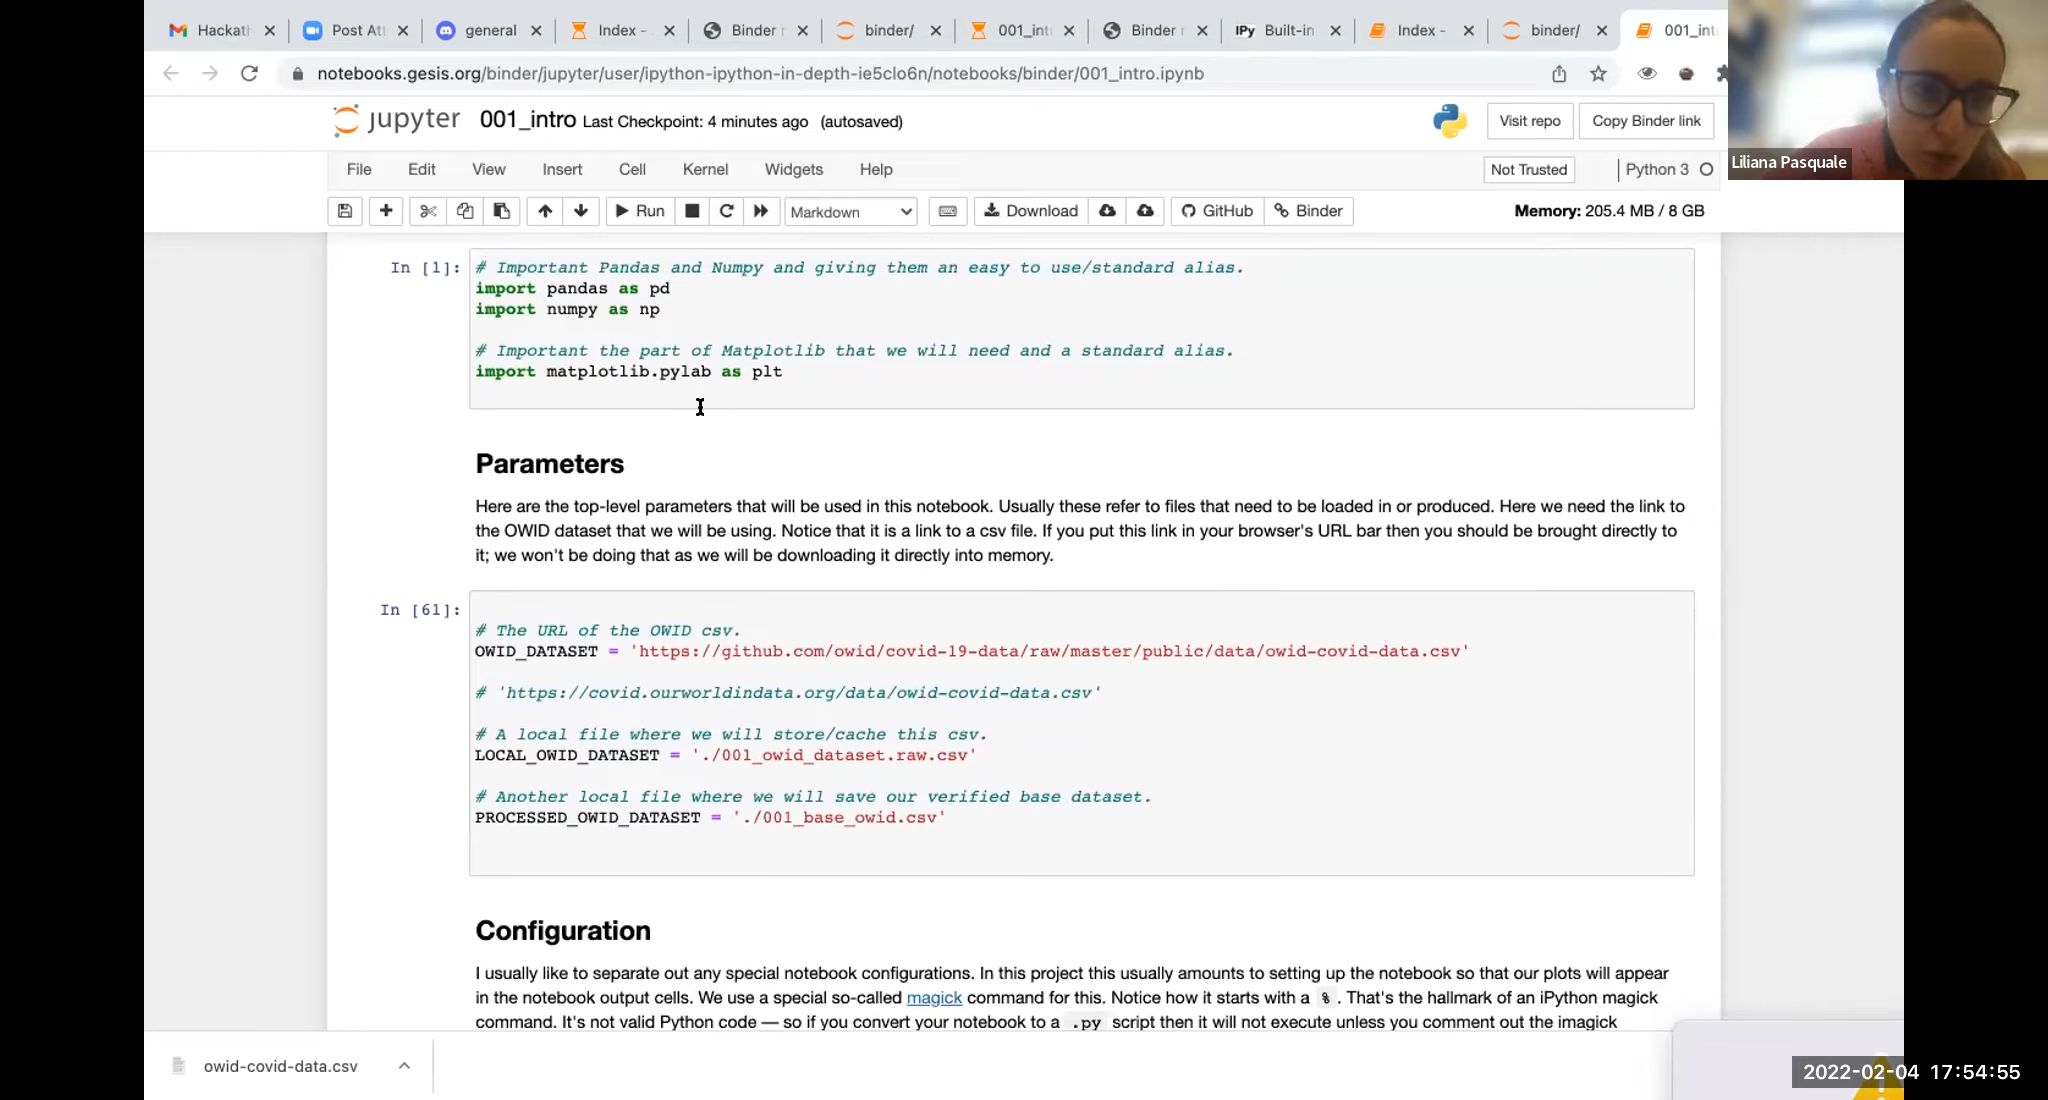 Hackath
Post Att
general
Index -
Binder r
binder/
001_int
Binder r
IPy Built-in
Index -
binder/
001_int
notebooks.gesis.org/binder/jupyter/user/ipython-ipython-in-depth-ie5clo6n/notebooks/binder/001_intro.ipynb
jupyter 001_intro Last Checkpoint: 4 minutes ago (autosaved)
Visit repo
Copy Binder link
Liliana Pasquale
File Edit View Insert Cell Kernel Widgets Help
Not Trusted
Python 3
Run
Markdown
Download
GitHub
Binder
Memory: 205.4 MB / 8 GB
In [1]:
# Important Pandas and Numpy and giving them an easy to use/standard alias.
import pandas as pd
import numpy as np
# Important the part of Matplotlib that we will need and a standard alias.
import matplotlib.pylab as plt
Parameters
Here are the top-level parameters that will be used in this notebook. Usually these refer to files that need to be loaded in or produced. Here we need the link to
the OWID dataset that we will be using. Notice that it is a link to a csv file. If you put this link in your browser's URL bar then you should be brought directly to
it; we won't be doing that as we will be downloading it directly into memory.
In [61]:
# The URL of the OWID csv.
OWID_DATASET = 'https://github.com/owid/covid-19-data/raw/master/public/data/owid-covid-data.csv'
# 'https://covid.ourworldindata.org/data/owid-covid-data.csv'
# A local file where we will store/cache this csv.
LOCAL_OWID_DATASET = './001_owid_dataset.raw.csv'
# Another local file where we will save our verified base dataset.
PROCESSED_OWID_DATASET = './001_base_owid.csv'
Configuration
I usually like to separate out any special notebook configurations. In this project this usually amounts to setting up the notebook so that our plots will appear
in the notebook output cells. We use a special so-called magick command for this. Notice how it starts with a %. That's the hallmark of an iPython magick
command. It's not valid Python code — so if you convert your notebook to a .py script then it will not execute unless you comment out the imagick
owid-covid-data.csv
2022-02-04 17:54:55